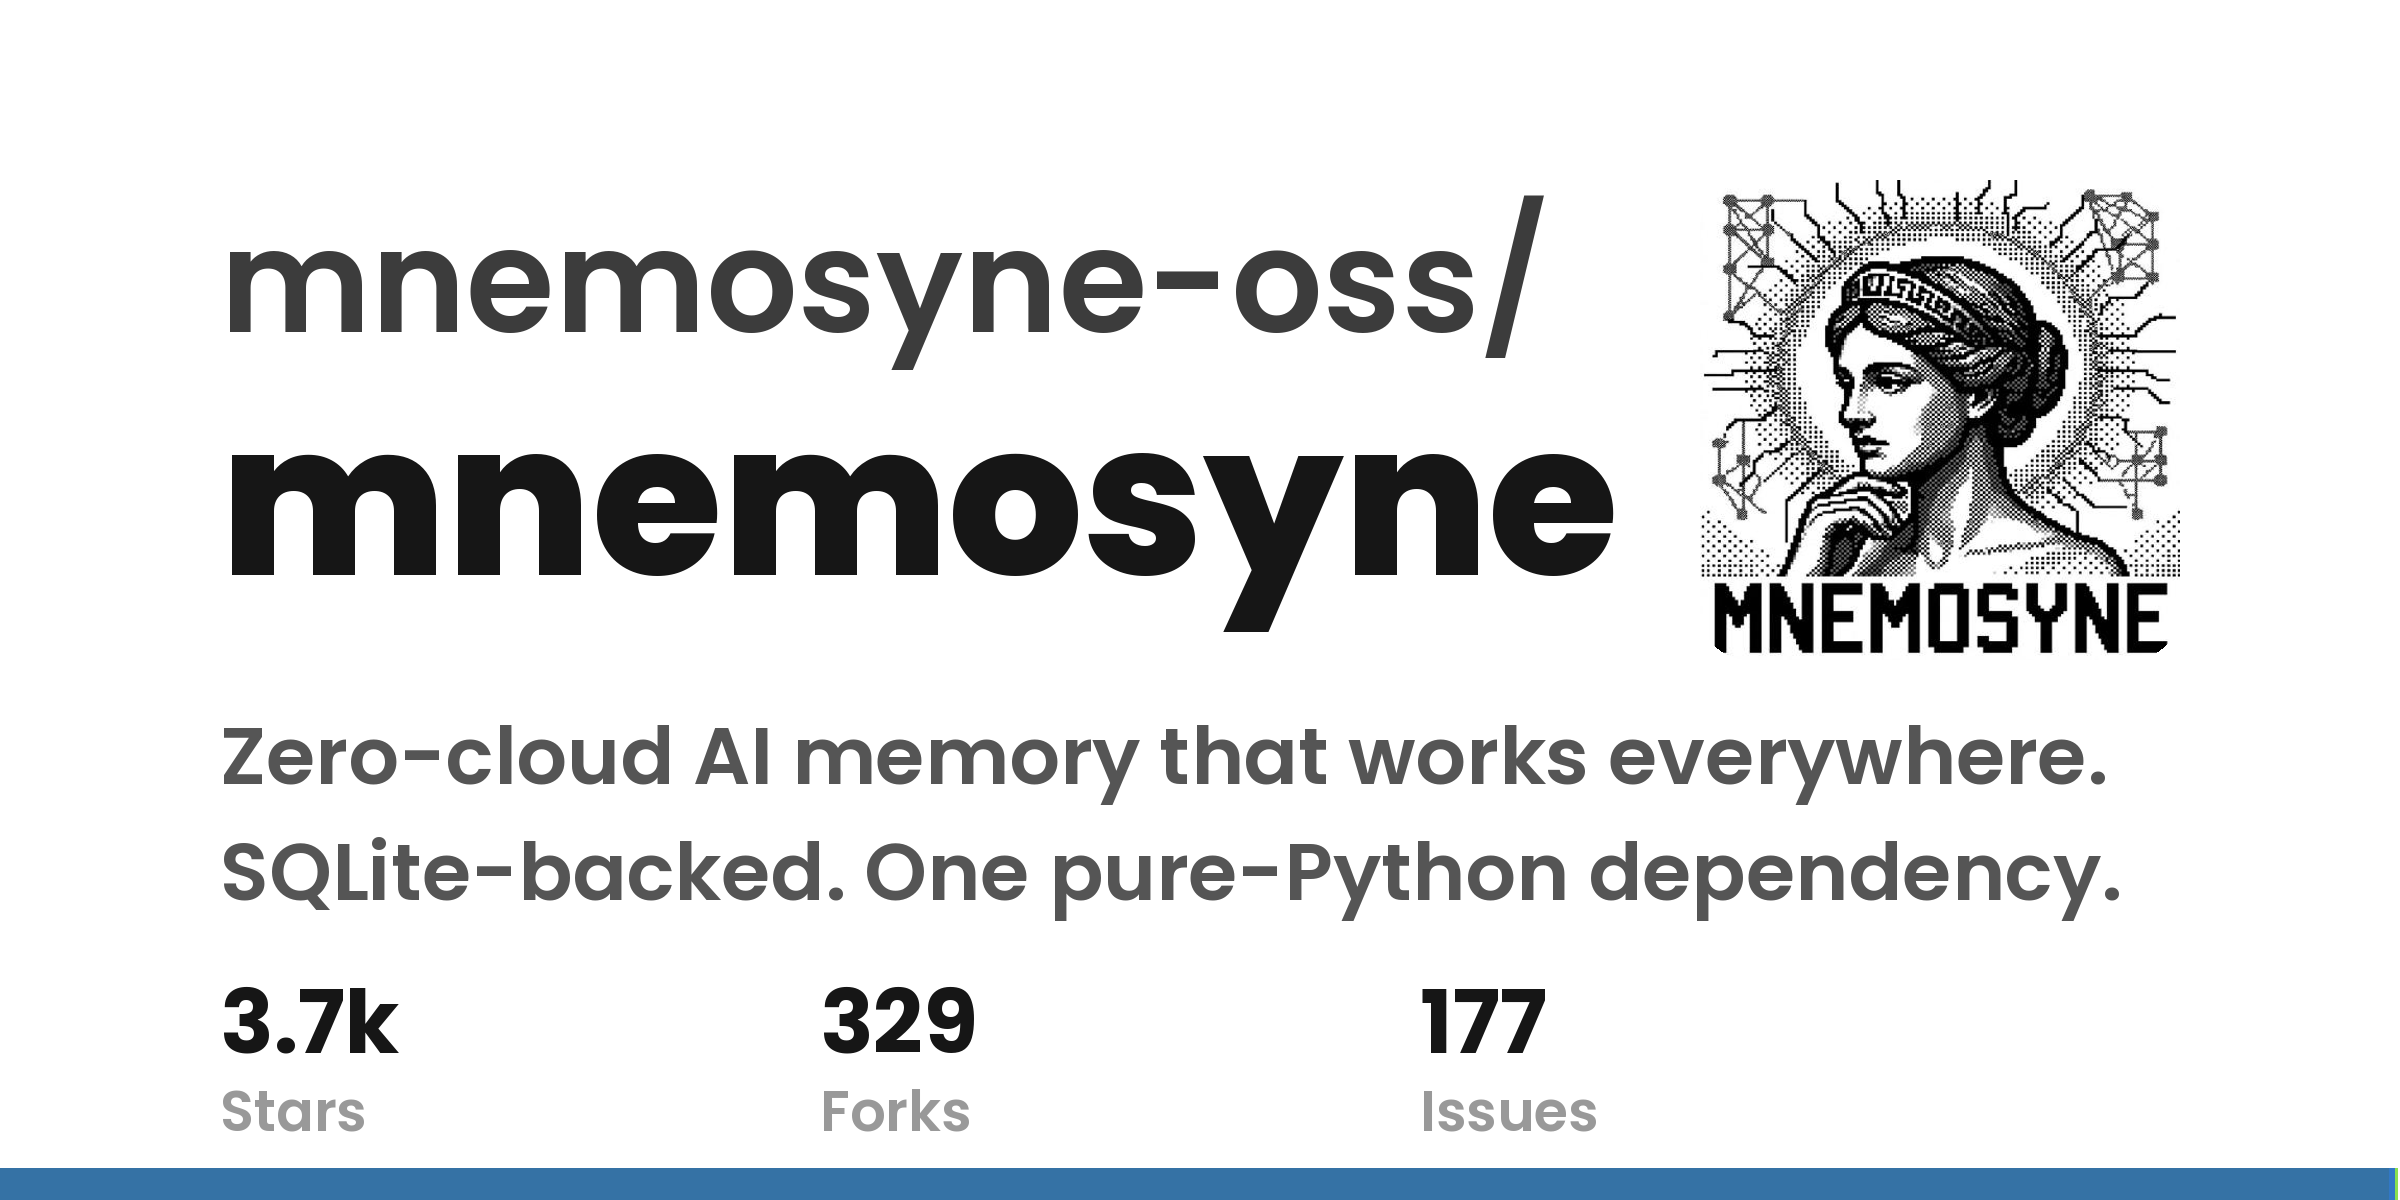 mnemosyne-oss/
mnemosyne
MNEMOSYNE
Zero-cloud AI memory that works everywhere.
SQLite-backed. One pure-Python dependency.
3.7k
Stars
329
Forks
177
Issues